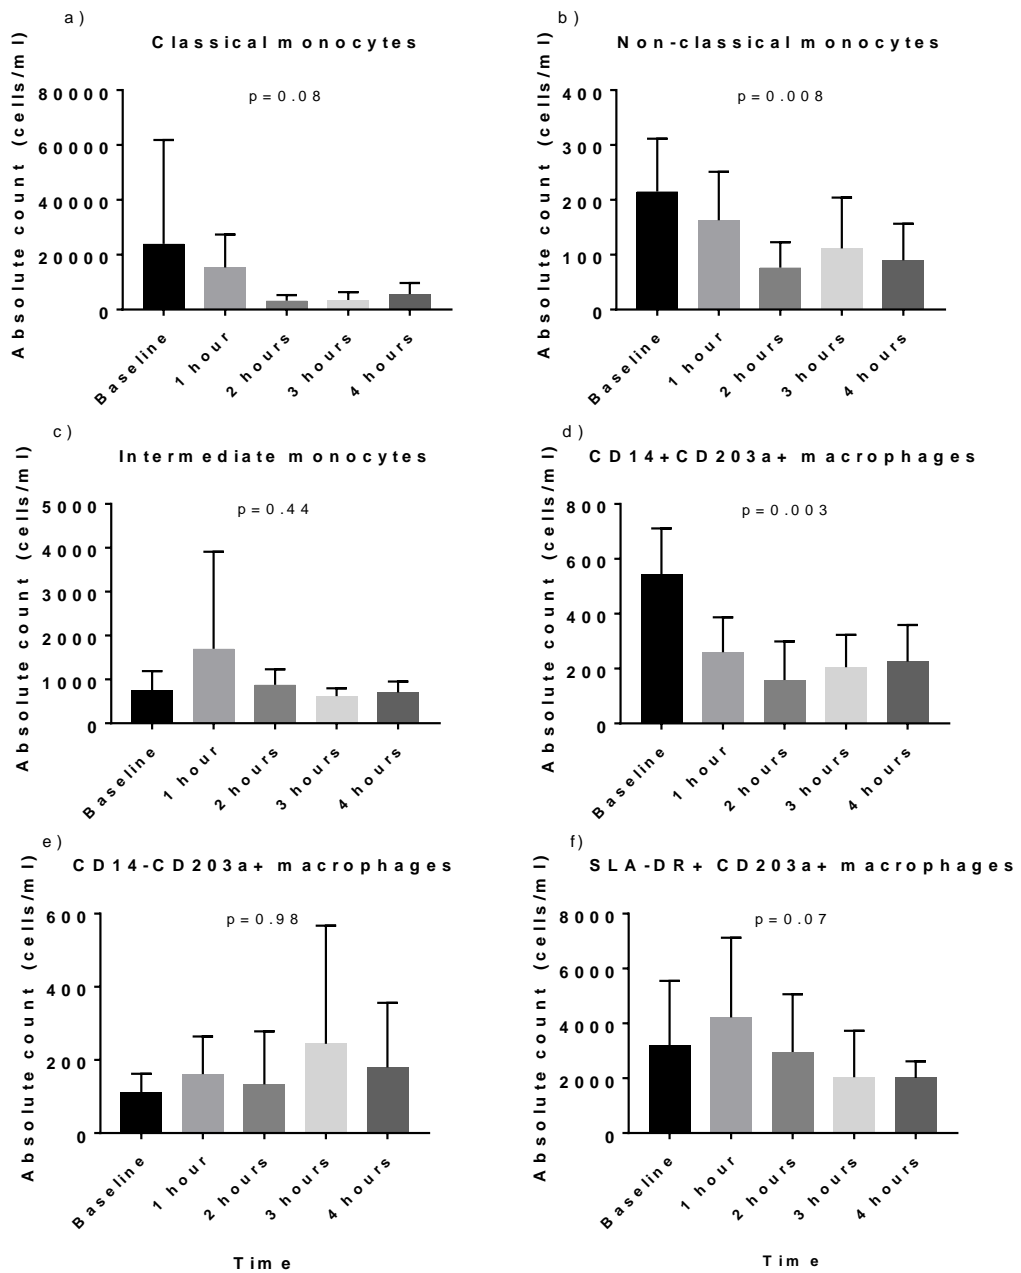 a)
Classical monocytes
Absolute count (cells/ml)
80000
60000
40000
20000
0
p=0.08
Baseline
1 hour
2 hours
3 hours
4 hours
b)
Non-classical monocytes
Absolute count (cells/ml)
400
300
200
100
0
p=0.008
Baseline
1 hour
2 hours
3 hours
4 hours
c)
Intermediate monocytes
Absolute count (cells/ml)
5000
4000
3000
2000
1000
0
p=0.44
Baseline
1 hour
2 hours
3 hours
4 hours
d)
CD14+CD203a+ macrophages
Absolute count (cells/ml)
800
600
400
200
0
p=0.003
Baseline
1 hour
2 hours
3 hours
4 hours
e)
CD14-CD203a+ macrophages
Absolute count (cells/ml)
600
400
200
0
p=0.98
Baseline
1 hour
2 hours
3 hours
4 hours
Time
f)
SLA-DR+ CD203a+ macrophages
Absolute count (cells/ml)
8000
6000
4000
2000
0
p=0.07
Baseline
1 hour
2 hours
3 hours
4 hours
Time